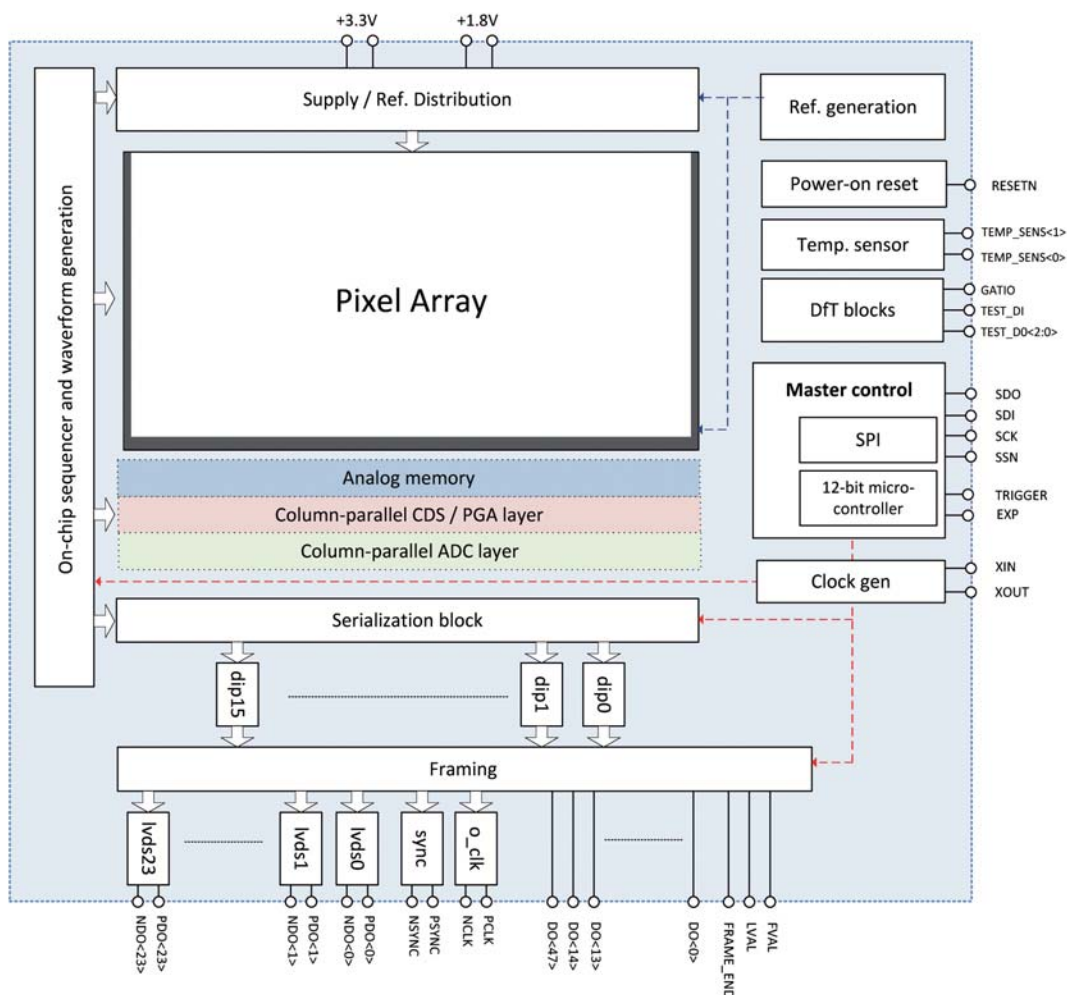 +3.3V
+1.8V
Supply / Ref. Distribution
Ref. generation
On-chip sequencer and waveform generation
Pixel Array
Power-on reset
RESETN
Temp. sensor
TEMP_SENS<1>
TEMP_SENS<0>
DfT blocks
GATIO
TEST_DI
TEST_D0<2:0>
Master control
SDO
SDI
SPI
SCK
SSN
12-bit micro-
controller
TRIGGER
EXP
Analog memory
Column-parallel CDS / PGA layer
Column-parallel ADC layer
Clock gen
XIN
XOUT
Serialization block
dip15
dip1
dip0
Framing
lvds23
lvds1
lvds0
sync
o_clk
NDO<23>
PDO<23>
NDO<1>
PDO<1>
NDO<0>
PDO<0>
NSYNC
PSYNC
NCLK
PCLK
DO<47>
DO<14>
DO<13>
DO<0>
FRAME_END
LVAL
FVAL